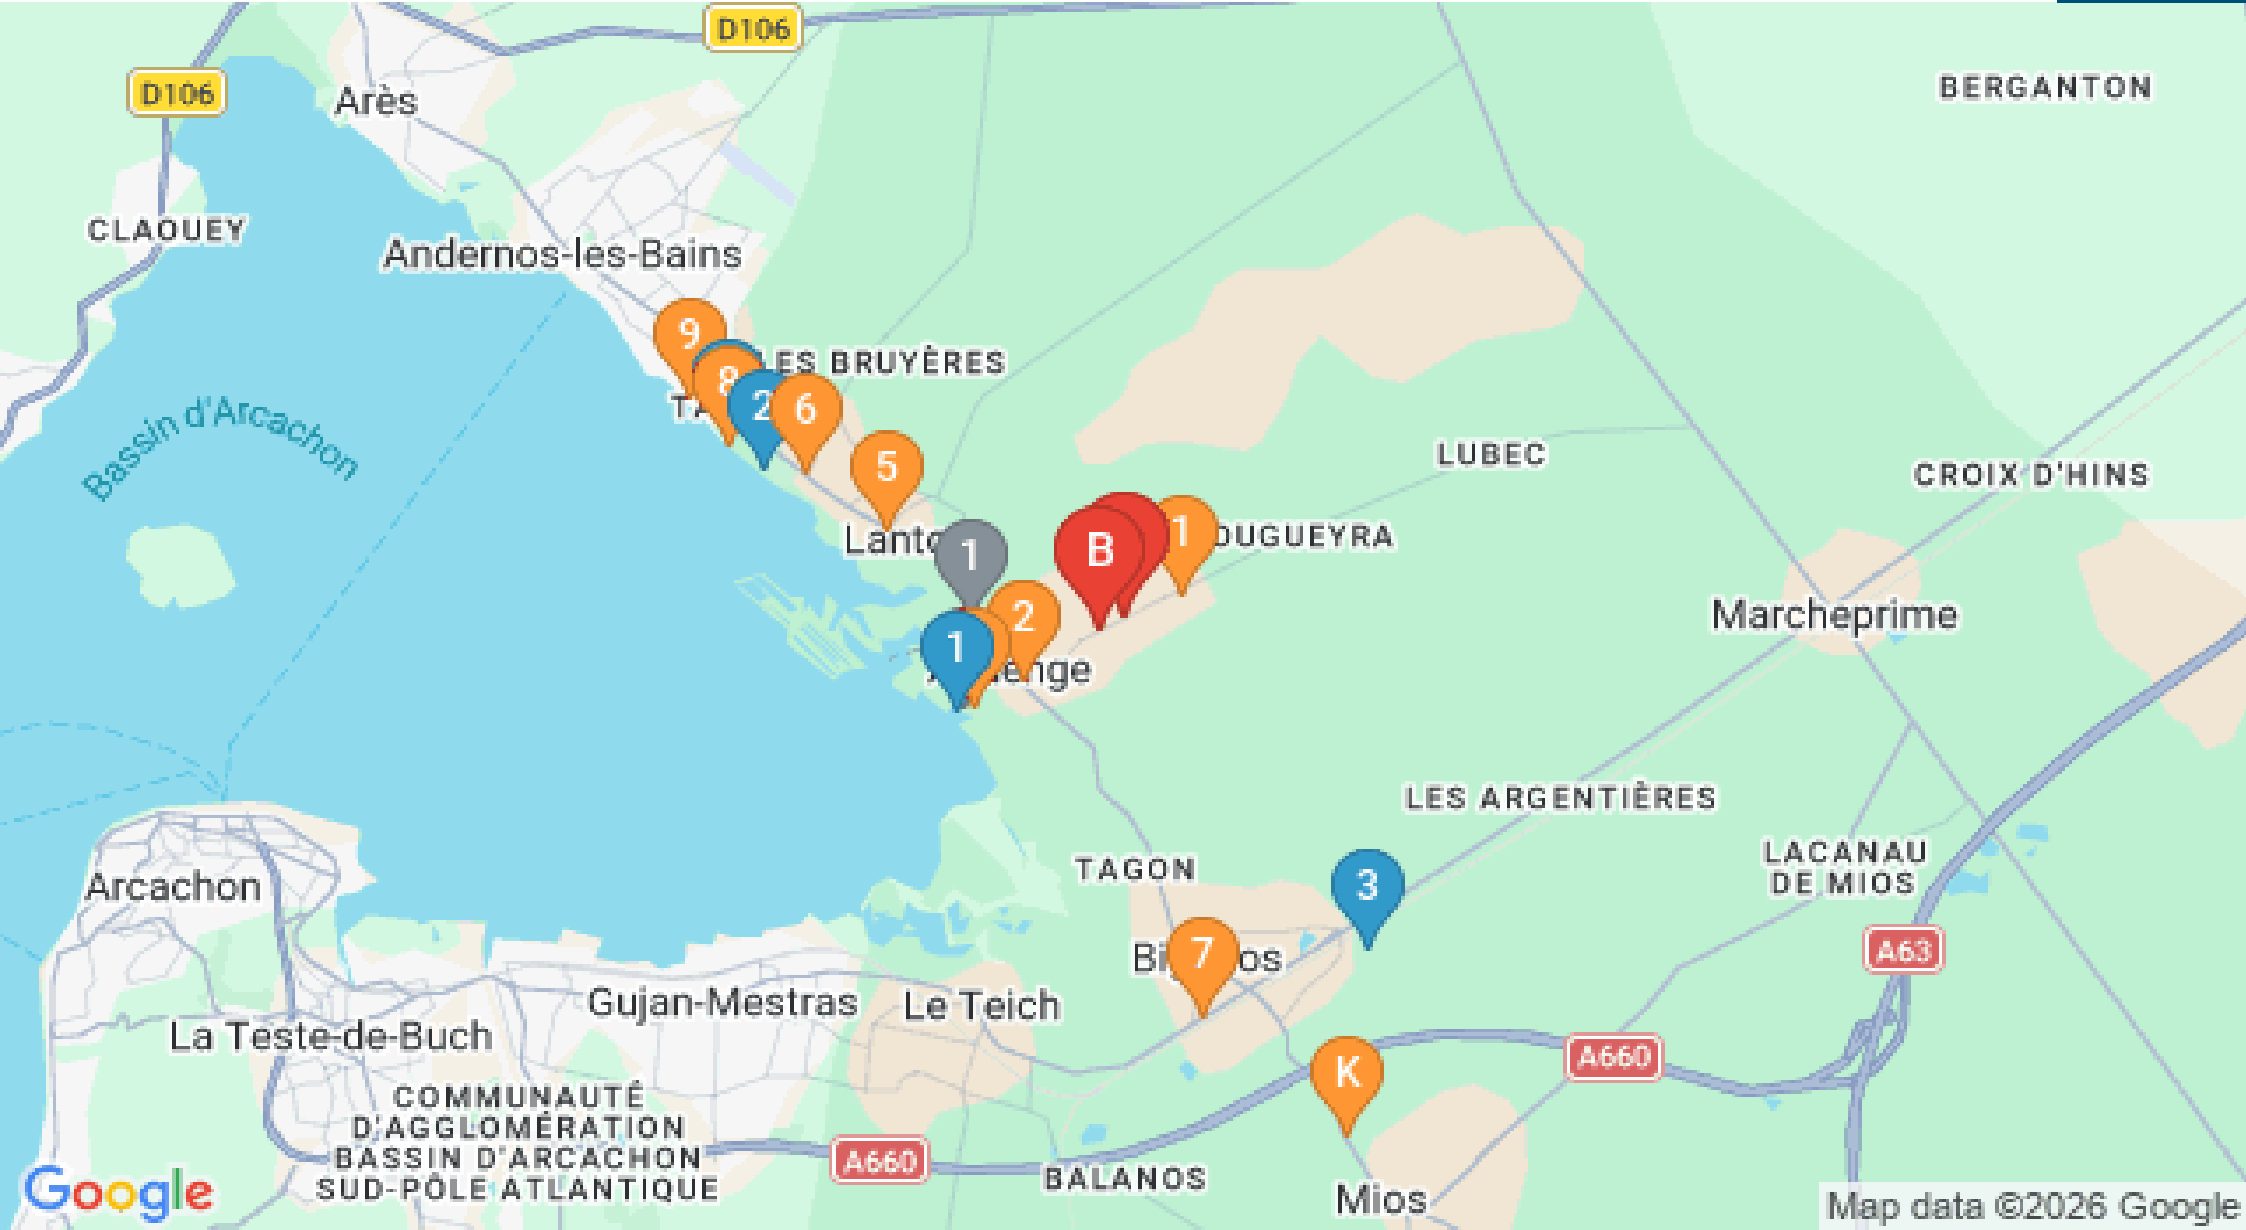 D106
D106
BERGANTON
Arès
CLAOUEY
Andernos-les-Bains
9
LES BRUYÈRES
8
2
6
Bassin d'Arcachon
5
LUBEC
CROIX D'HINS
1
B
1
2
1
Marcheprime
LES ARGENTIÈRES
TAGON
LACANAU
DE MIOS
3
Arcachon
7
A63
Gujan-Mestras
Le Teich
La Teste-de-Buch
K
A660
COMMUNAUTÉ
D'AGGLOMÉRATION
BASSIN D'ARCACHON
SUD-PÔLE ATLANTIQUE
A660
BALANOS
Mios
Google
Map data ©2026 Google